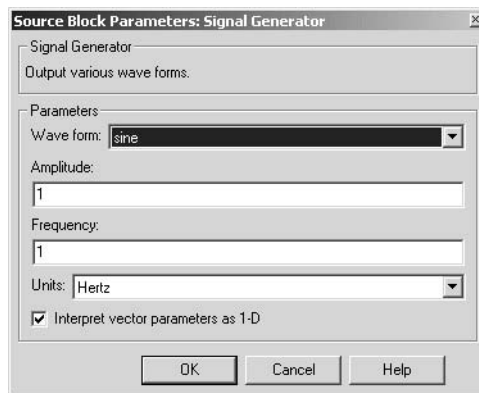 Source Block Parameters: Signal Generator
Signal Generator
Output various wave forms.
Parameters
Wave form: sine
Amplitude:
1
Frequency:
1
Units: Hertz
Interpret vector parameters as 1-D
OK Cancel Help